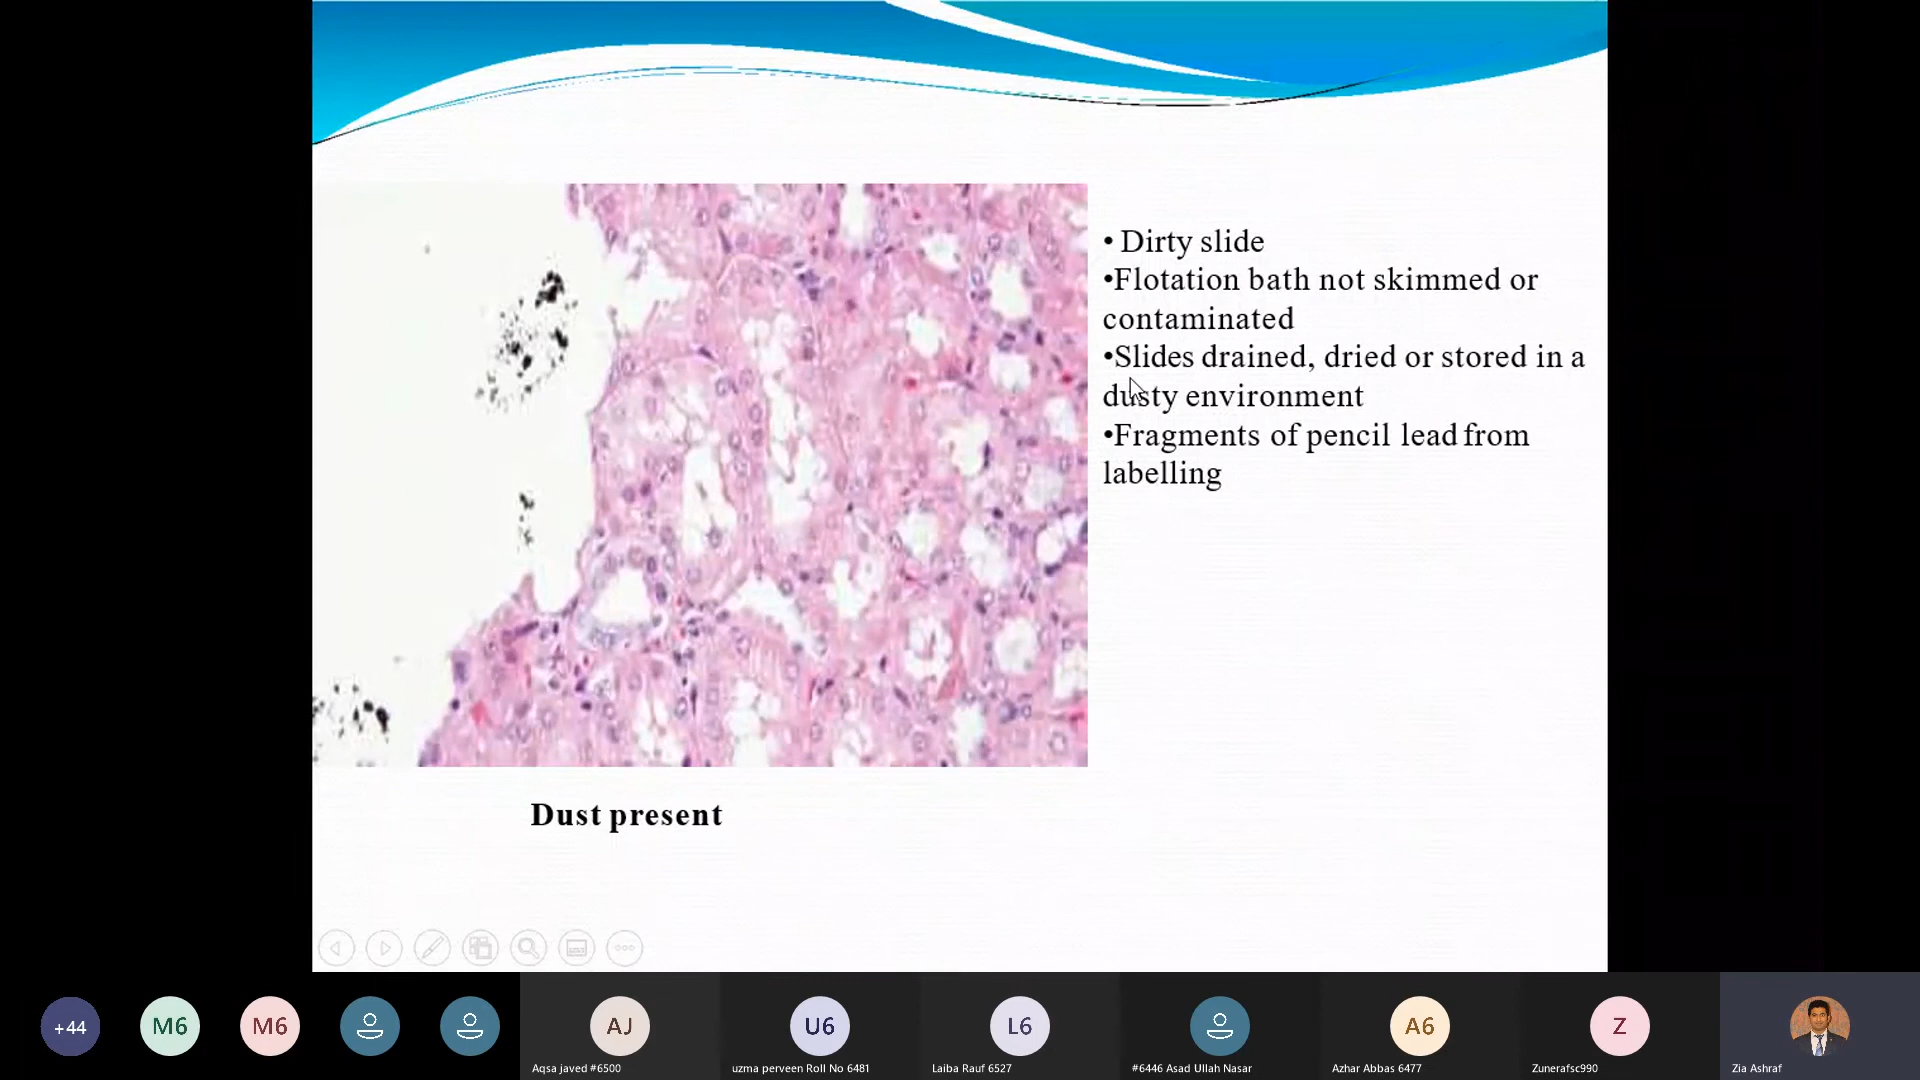 • Dirty slide
•Flotation bath not skimmed or
contaminated
•Slides drained, dried or stored in a
dusty environment
•Fragments of pencil lead from
labelling
Dust present
+44
M6
M6
AJ
U6
L6
A6
Z
Aqsa javed #6500
uzma perveen Roll No 6481
Laiba Rauf 6527
#6446 Asad Ullah Nasar
Azhar Abbas 6477
Zunerafsc990
Zia Ashraf